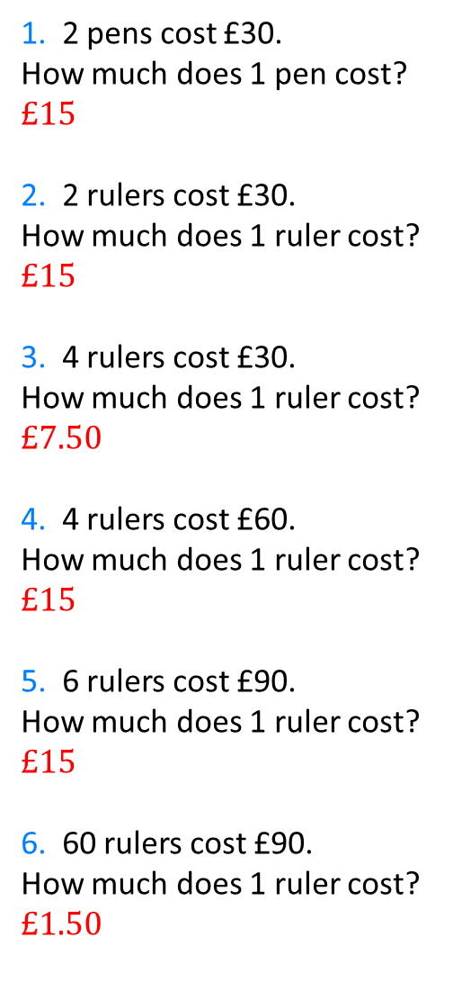 1. 2 pens cost £30.
How much does 1 pen cost?
£15
2. 2 rulers cost £30.
How much does 1 ruler cost?
£15
3. 4 rulers cost £30.
How much does 1 ruler cost?
£7.50
4. 4 rulers cost £60.
How much does 1 ruler cost?
£15
5. 6 rulers cost £90.
How much does 1 ruler cost?
£15
6. 60 rulers cost £90.
How much does 1 ruler cost?
£1.50